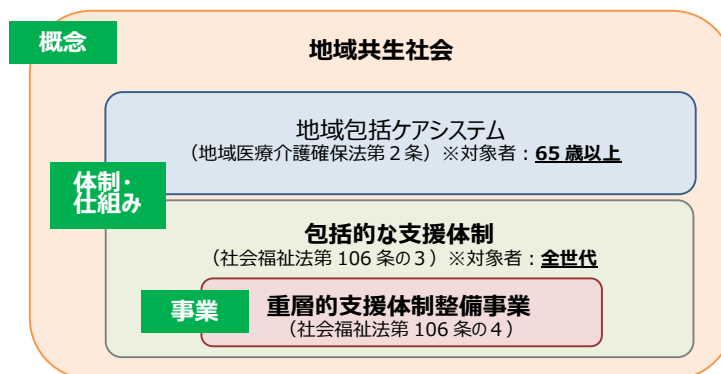 概念
地域共生社会
地域包括ケアシステム
（地域医療介護確保法第２条）※対象者：65 歳以上
体制・
仕組み
包括的な支援体制
（社会福祉法第 106 条の３）※対象者：全世代
事業
重層的支援体制整備事業
（社会福祉法第 106 条の４）